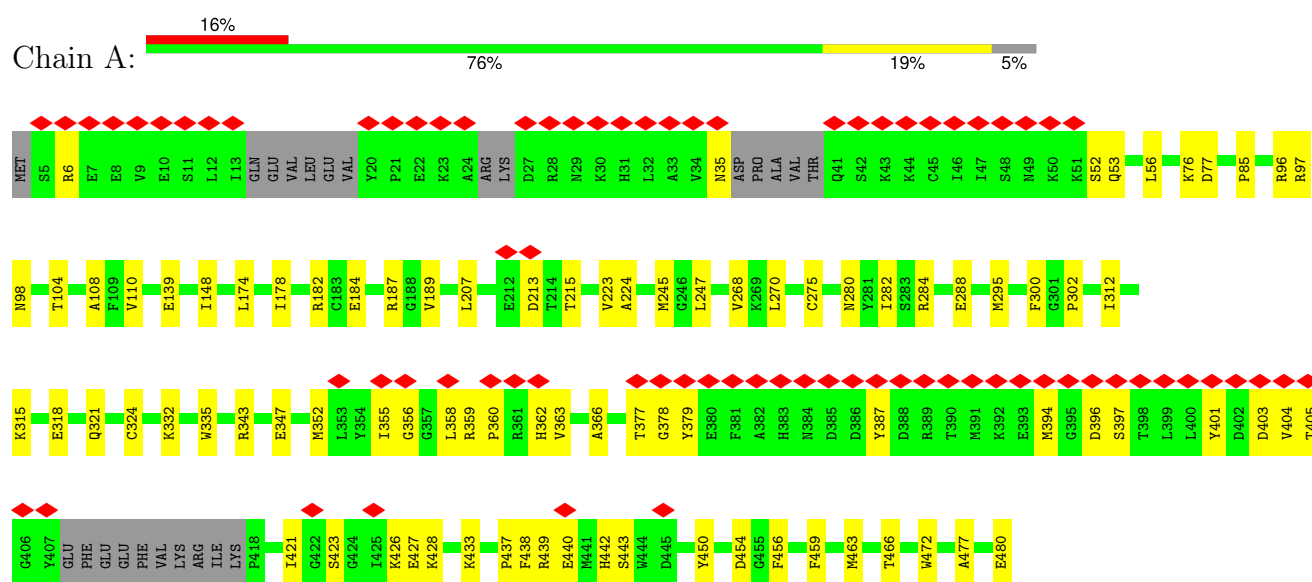 16%
Chain A:
76% 19% 5%
MET S5 R6 E7 E8 V9 E10 S11 L12 I13 GLN GLU VAL LEU GLU VAL Y20 P21 E22 K23 A24 ARG LYS D27 R28 N29 K30 H31 L32 A33 V34 N35 ASP PRO ALA VAL THR Q41 S42 K43 K44 C45 I46 I47 S48 N49 K50 K51 S52 Q53 L56 K76 D77 P85 R96 R97
N98 T104 A108 F109 V110 E139 I148 L174 I178 R182 C183 E184 R187 G188 V189 L207 E212 D213 T214 T215 V223 A224 M245 G246 L247 V268 K269 L270 C275 N280 Y281 I282 S283 R284 E288 M295 F300 G301 P302 I312
K315 E318 Q321 C324 K332 W335 R343 E347 M352 L353 Y354 I355 G356 G357 L358 R359 P360 R361 H362 V363 A366 T377 G378 Y379 E380 F381 A382 H383 N384 D385 D386 Y387 D388 R389 T390 M391 K392 E393 M394 G395 D396 S397 T398 L399 L400 Y401 D402 D403 V404 T405
G406 Y407 GLU PHE GLU GLU PHE VAL LYS ARG ILE LYS P418 I421 G422 S423 G424 I425 K426 E427 K428 K433 P437 F438 R439 E440 M441 H442 S443 W444 D445 Y450 D454 G455 F456 F459 M463 T466 W472 A477 E480